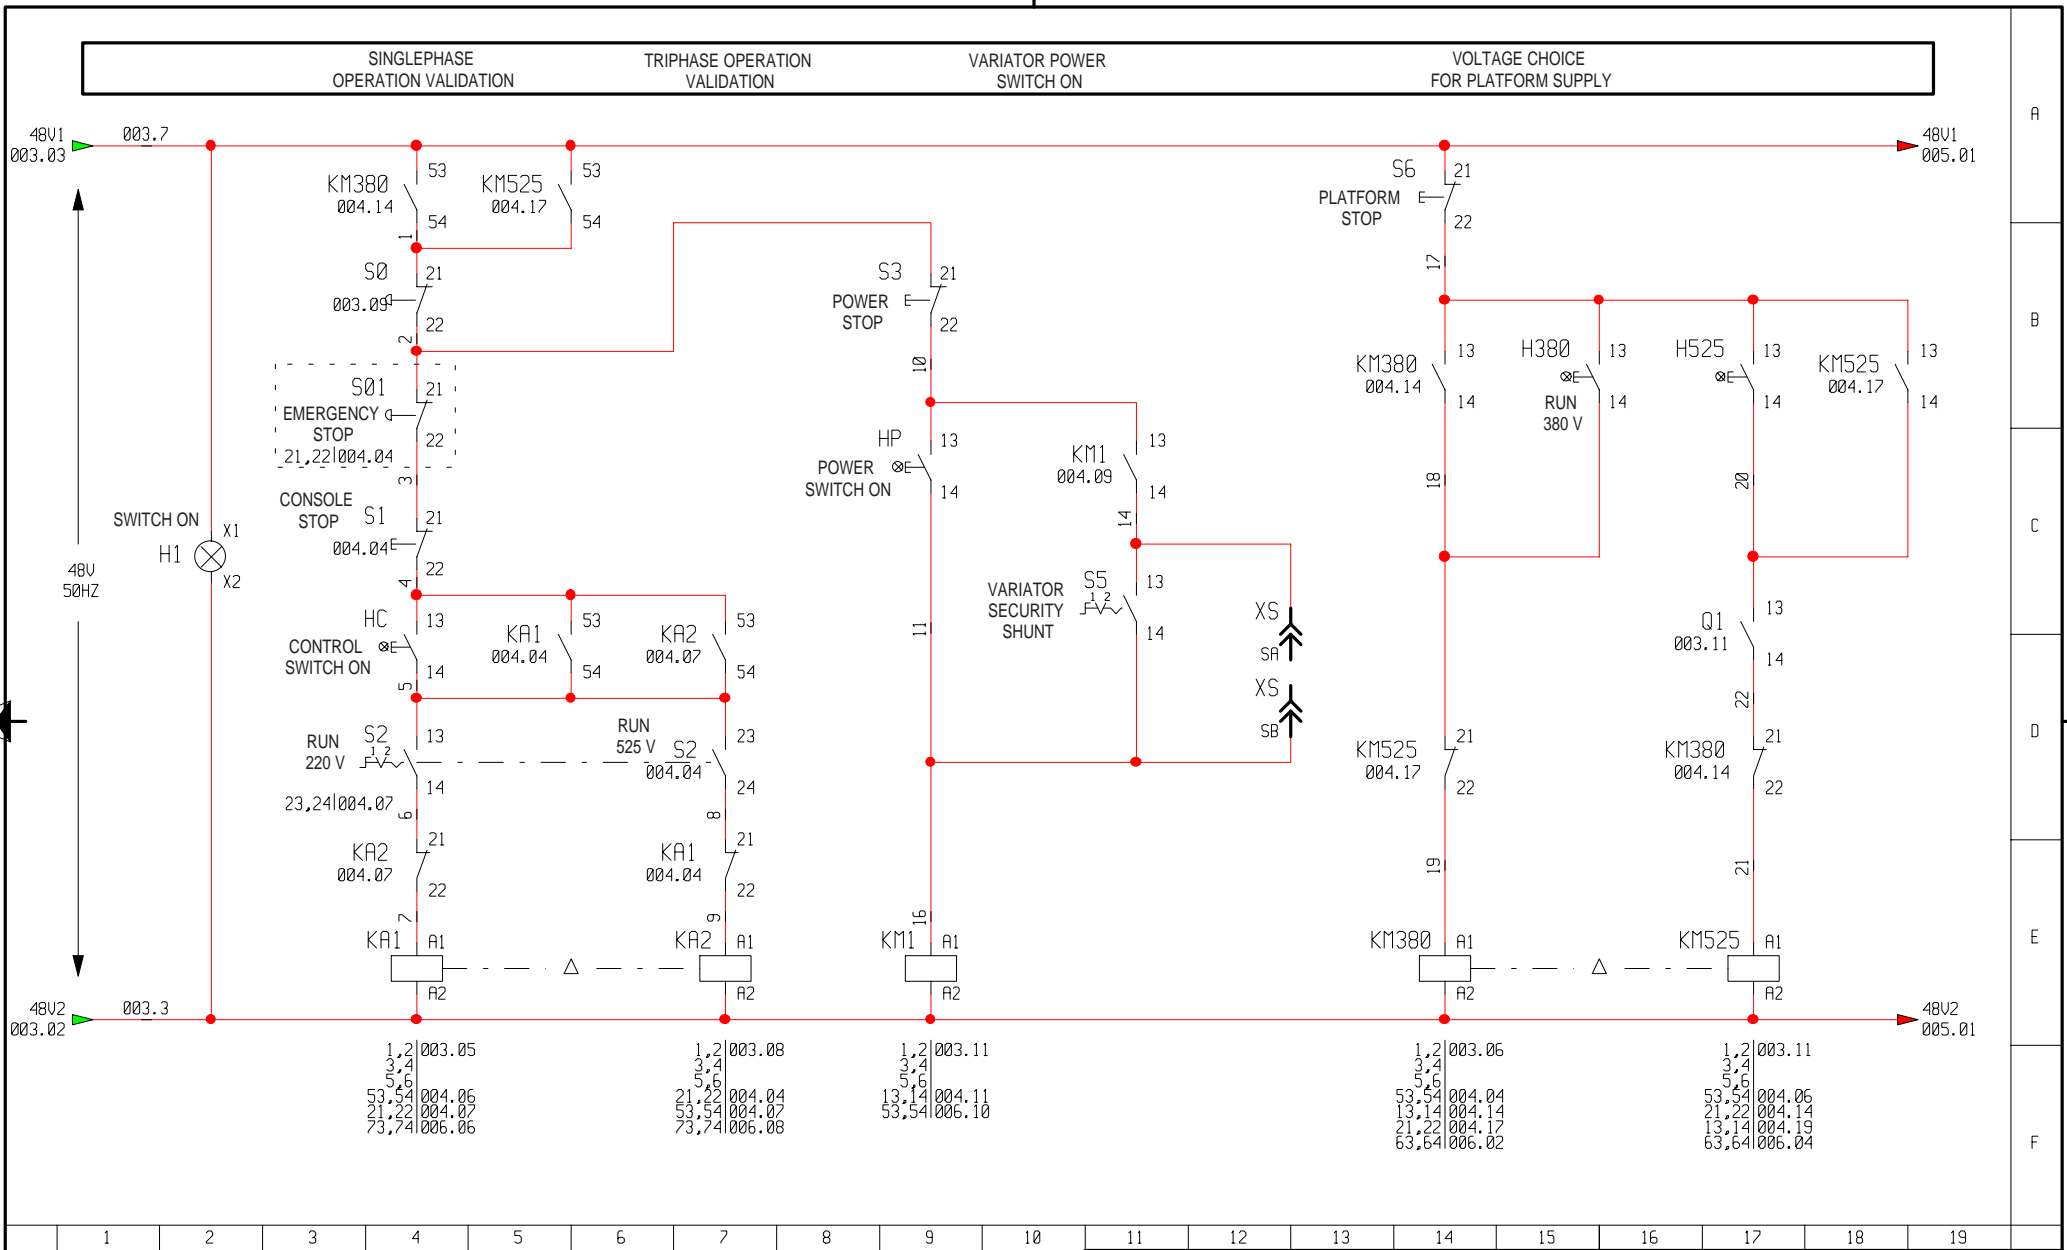 SINGLEPHASE
OPERATION VALIDATION
TRIPHASE OPERATION
VALIDATION
VARIATOR POWER
SWITCH ON
VOLTAGE CHOICE
FOR PLATFORM SUPPLY
A
48V1
003.03
003.7
48V1
005.01
KM380
004.14
53
54
1
KM525
004.17
53
54
S6
PLATFORM
STOP
21
22
17
S0
003.09
21
22
2
S3
POWER
STOP
21
22
10
B
S01
EMERGENCY
STOP
21,22|004.04
21
22
3
KM380
004.14
13
14
18
H380
RUN
380 V
13
14
H525
13
14
20
KM525
004.17
13
14
HP
POWER
SWITCH ON
13
14
11
KM1
004.09
13
14
14
C
CONSOLE
STOP
S1
004.04
21
22
4
SWITCH ON
H1
X1
X2
48V
50HZ
HC
CONTROL
SWITCH ON
13
14
5
KA1
004.04
53
54
KA2
004.07
53
54
VARIATOR
SECURITY
SHUNT
S5
1 2
13
14
XS
SA
XS
SB
Q1
003.11
13
14
22
D
RUN
220 V
S2
1 2
13
14
23,24|004.07
6
RUN
525 V
S2
004.04
23
24
8
KM525
004.17
21
22
19
KM380
004.14
21
22
21
KA2
004.07
21
22
7
KA1
004.04
21
22
9
16
E
KA1
A1
A2
KA2
A1
A2
KM1
A1
A2
KM380
A1
A2
KM525
A1
A2
48V2
003.02
003.3
48V2
005.01
1,2|003.05
3,4
5,6
53,54|004.06
21,22|004.07
73,74|006.06
1,2|003.08
3,4
5,6
21,22|004.04
53,54|004.07
73,74|006.08
1,2|003.11
3,4
5,6
13,14|004.11
53,54|006.10
1,2|003.06
3,4
5,6
53,54|004.04
13,14|004.14
21,22|004.17
63,64|006.02
1,2|003.11
3,4
5,6
53,54|004.06
21,22|004.14
13,14|004.19
63,64|006.04
F
1 2 3 4 5 6 7 8 9 10 11 12 13 14 15 16 17 18 19